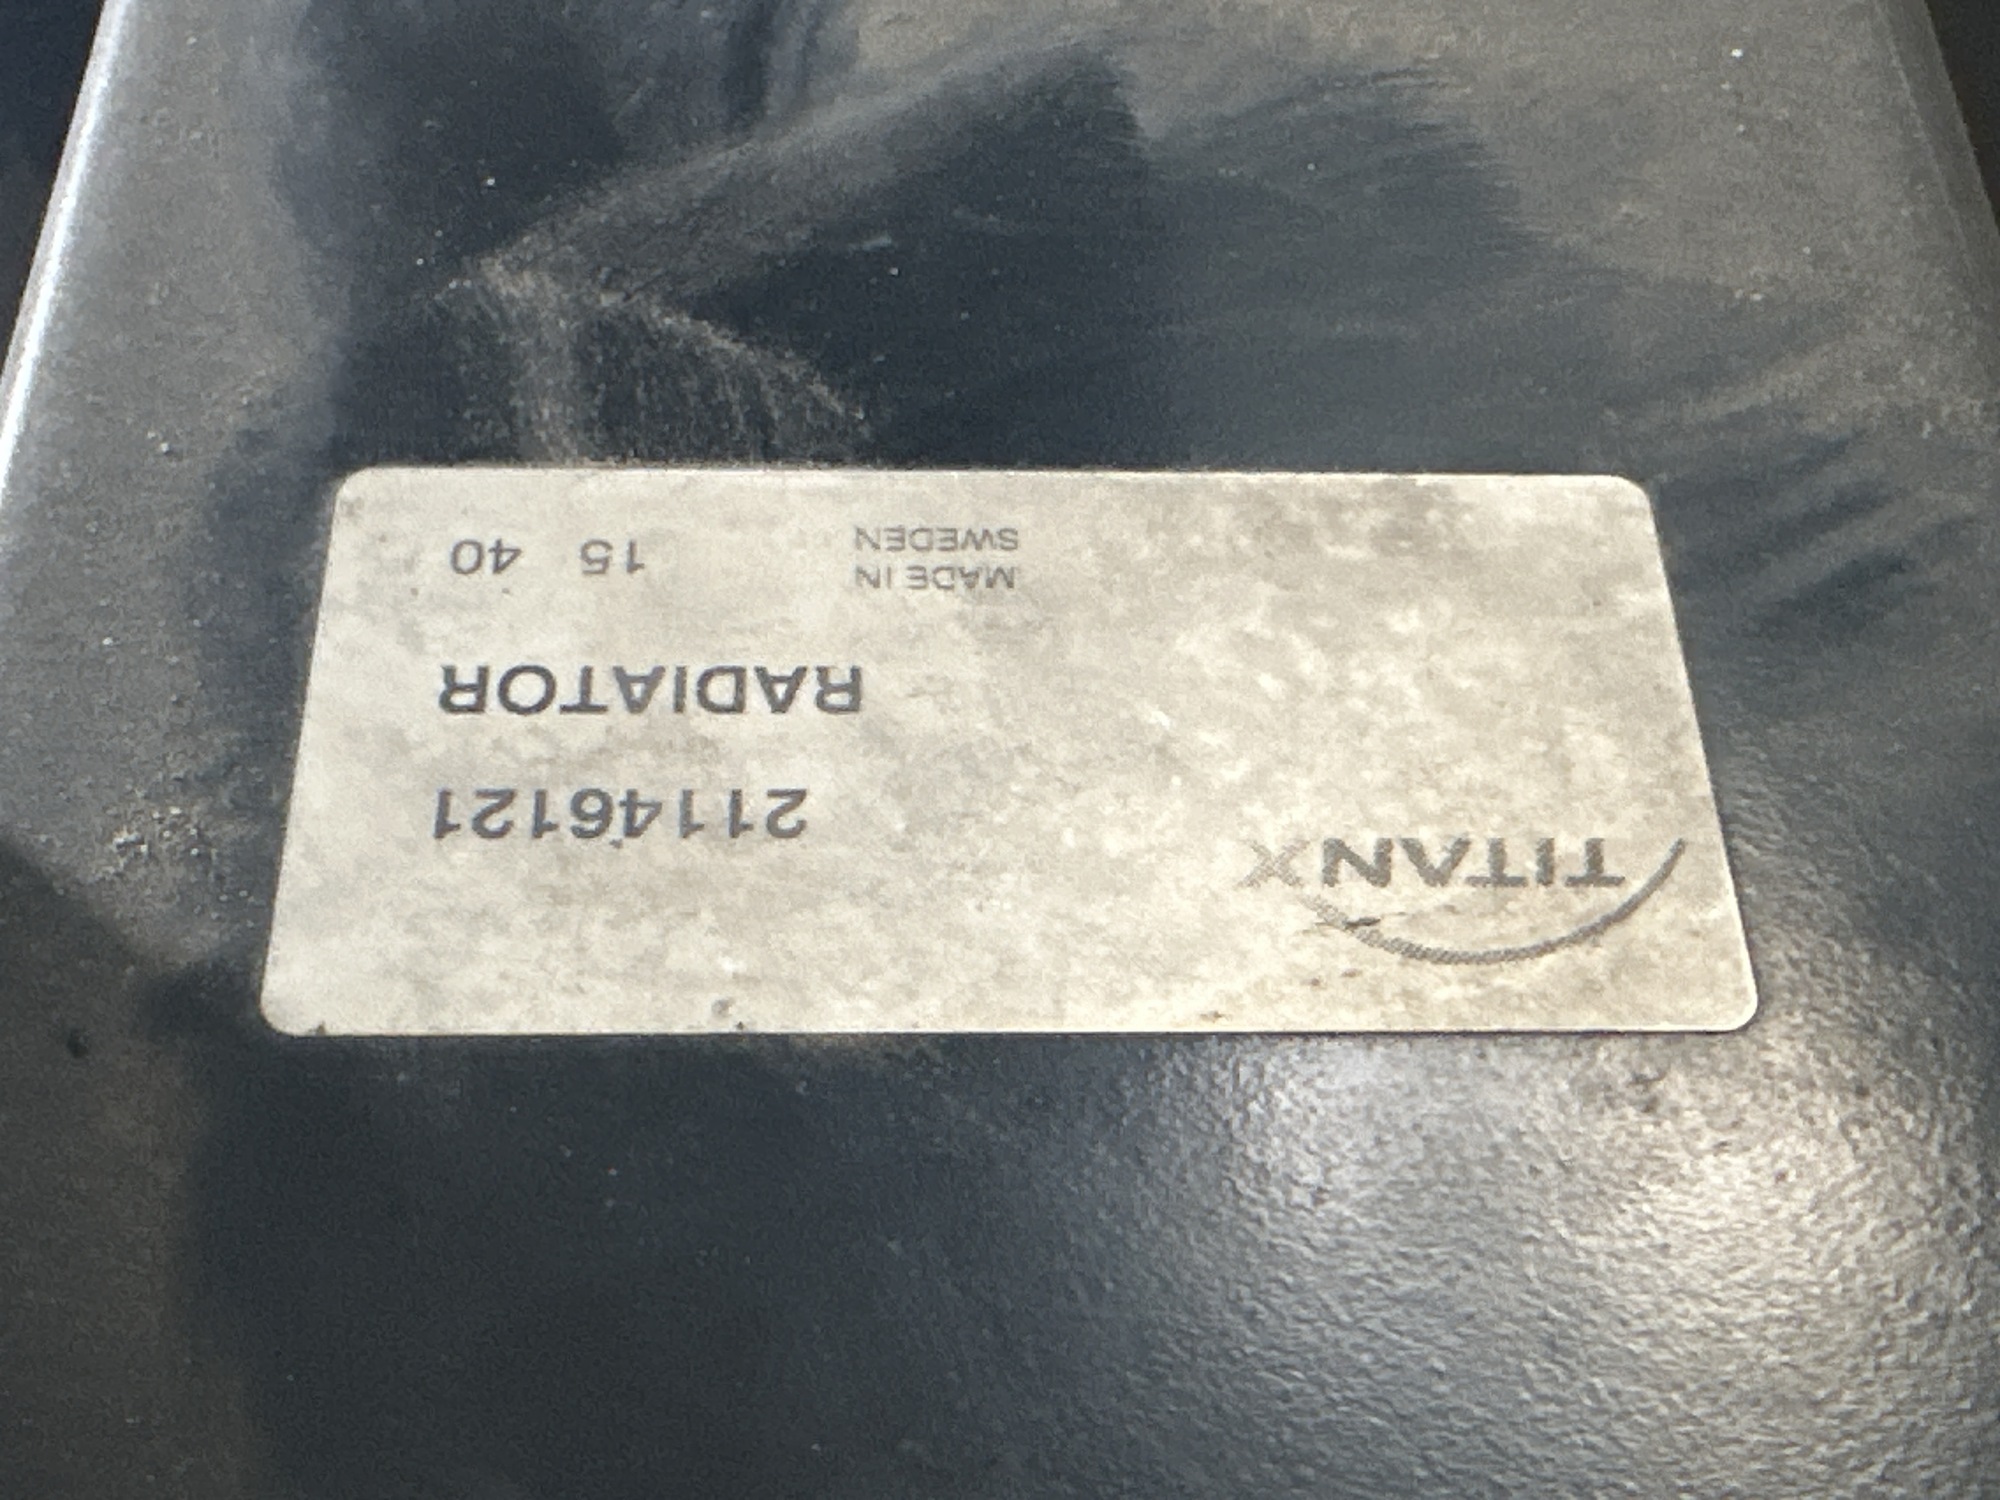 TITANX
21146121
RADIATOR
MADE IN
SWEDEN
15 40